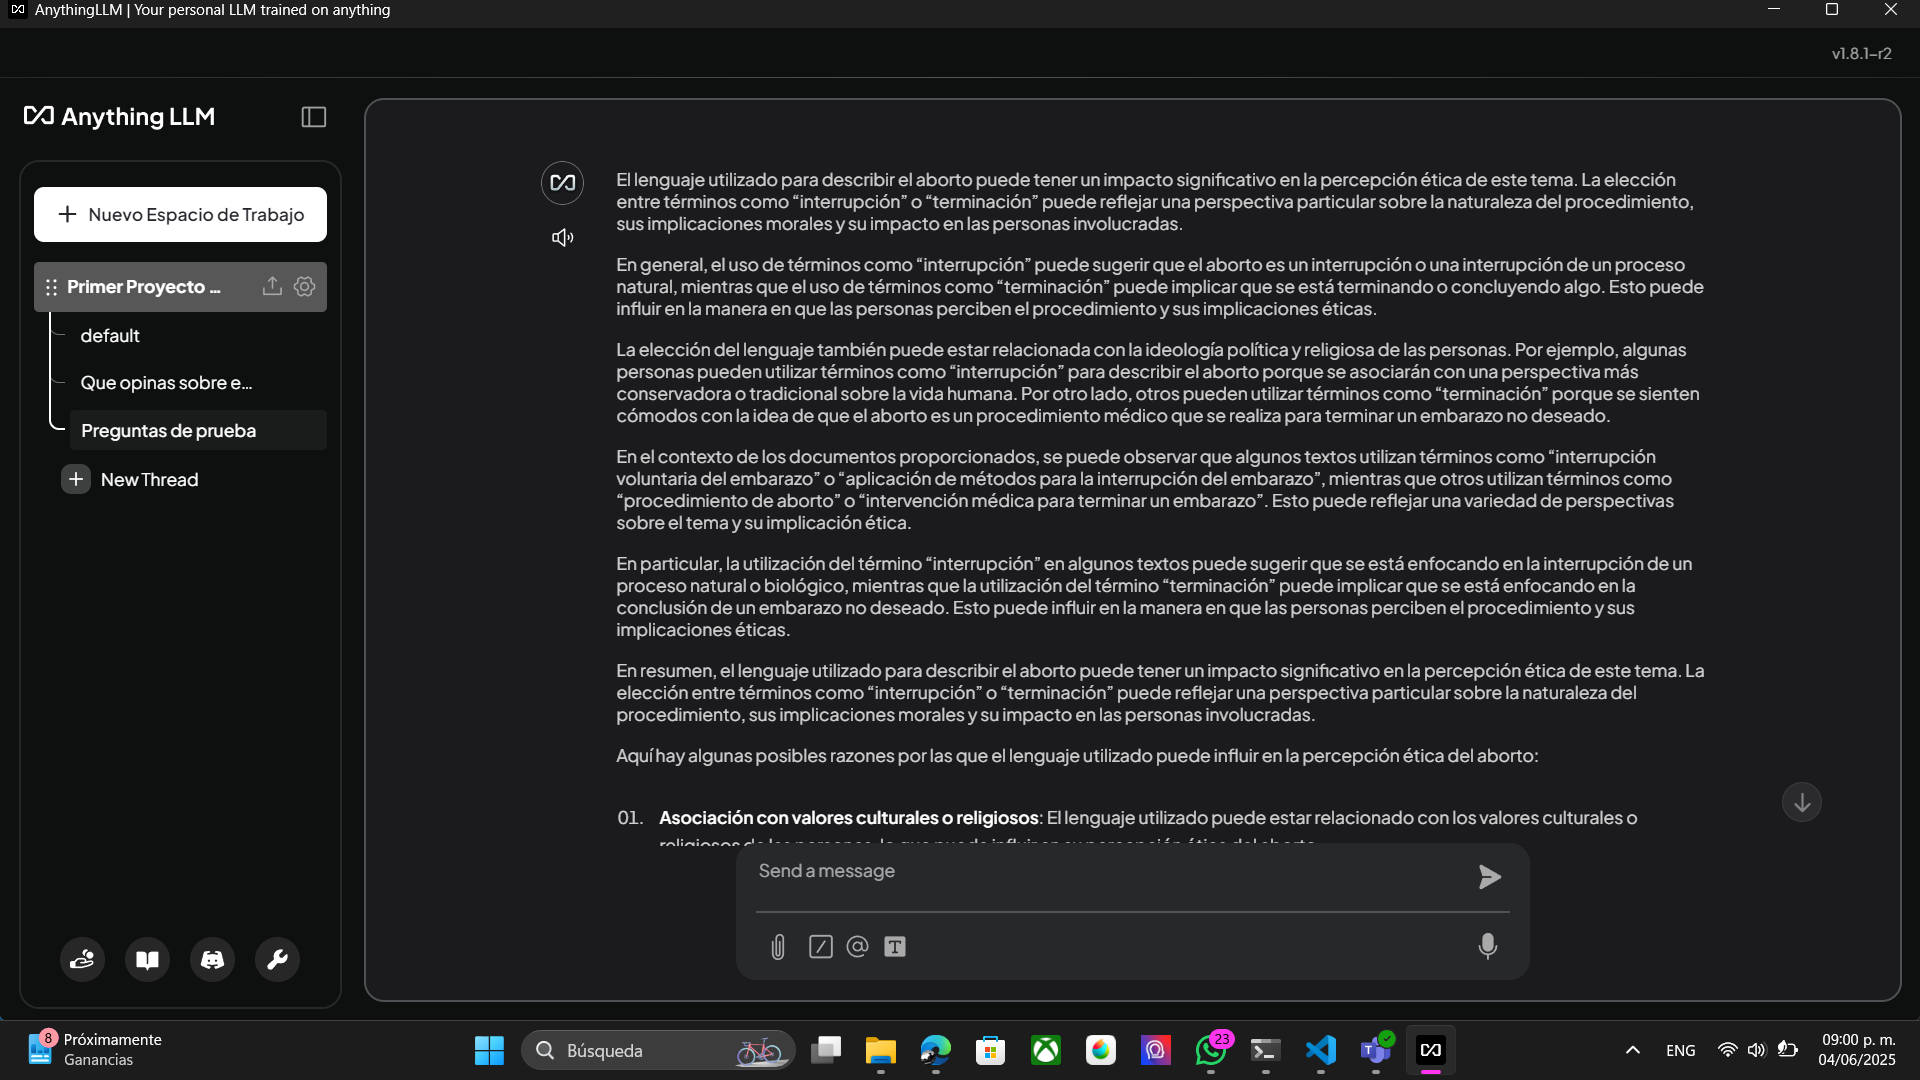 AnythingLLM | Your personal LLM trained on anything
v1.8.1-r2
Anything LLM
Nuevo Espacio de Trabajo
Primer Proyecto ...
default
Que opinas sobre e...
Preguntas de prueba
New Thread
El lenguaje utilizado para describir el aborto puede tener un impacto significativo en la percepción ética de este tema. La elección
entre términos como “interrupción” o “terminación” puede reflejar una perspectiva particular sobre la naturaleza del procedimiento,
sus implicaciones morales y su impacto en las personas involucradas.
En general, el uso de términos como “interrupción” puede sugerir que el aborto es un interrupción o una interrupción de un proceso
natural, mientras que el uso de términos como “terminación” puede implicar que se está terminando o concluyendo algo. Esto puede
influir en la manera en que las personas perciben el procedimiento y sus implicaciones éticas.
La elección del lenguaje también puede estar relacionada con la ideología política y religiosa de las personas. Por ejemplo, algunas
personas pueden utilizar términos como “interrupción” para describir el aborto porque se asociarán con una perspectiva más
conservadora o tradicional sobre la vida humana. Por otro lado, otros pueden utilizar términos como “terminación” porque se sienten
cómodos con la idea de que el aborto es un procedimiento médico que se realiza para terminar un embarazo no deseado.
En el contexto de los documentos proporcionados, se puede observar que algunos textos utilizan términos como “interrupción
voluntaria del embarazo” o “aplicación de métodos para la interrupción del embarazo”, mientras que otros utilizan términos como
“procedimiento de aborto” o “intervención médica para terminar un embarazo”. Esto puede reflejar una variedad de perspectivas
sobre el tema y su implicación ética.
En particular, la utilización del término “interrupción” en algunos textos puede sugerir que se está enfocando en la interrupción de un
proceso natural o biológico, mientras que la utilización del término “terminación” puede implicar que se está enfocando en la
conclusión de un embarazo no deseado. Esto puede influir en la manera en que las personas perciben el procedimiento y sus
implicaciones éticas.
En resumen, el lenguaje utilizado para describir el aborto puede tener un impacto significativo en la percepción ética de este tema. La
elección entre términos como “interrupción” o “terminación” puede reflejar una perspectiva particular sobre la naturaleza del
procedimiento, sus implicaciones morales y su impacto en las personas involucradas.
Aquí hay algunas posibles razones por las que el lenguaje utilizado puede influir en la percepción ética del aborto:
01. Asociación con valores culturales o religiosos: El lenguaje utilizado puede estar relacionado con los valores culturales o
religiosos de las personas, lo que puede influir en su percepción ética del aborto.
Send a message
8
Próximamente
Ganancias
Búsqueda
23
ENG
09:00 p. m.
04/06/2025